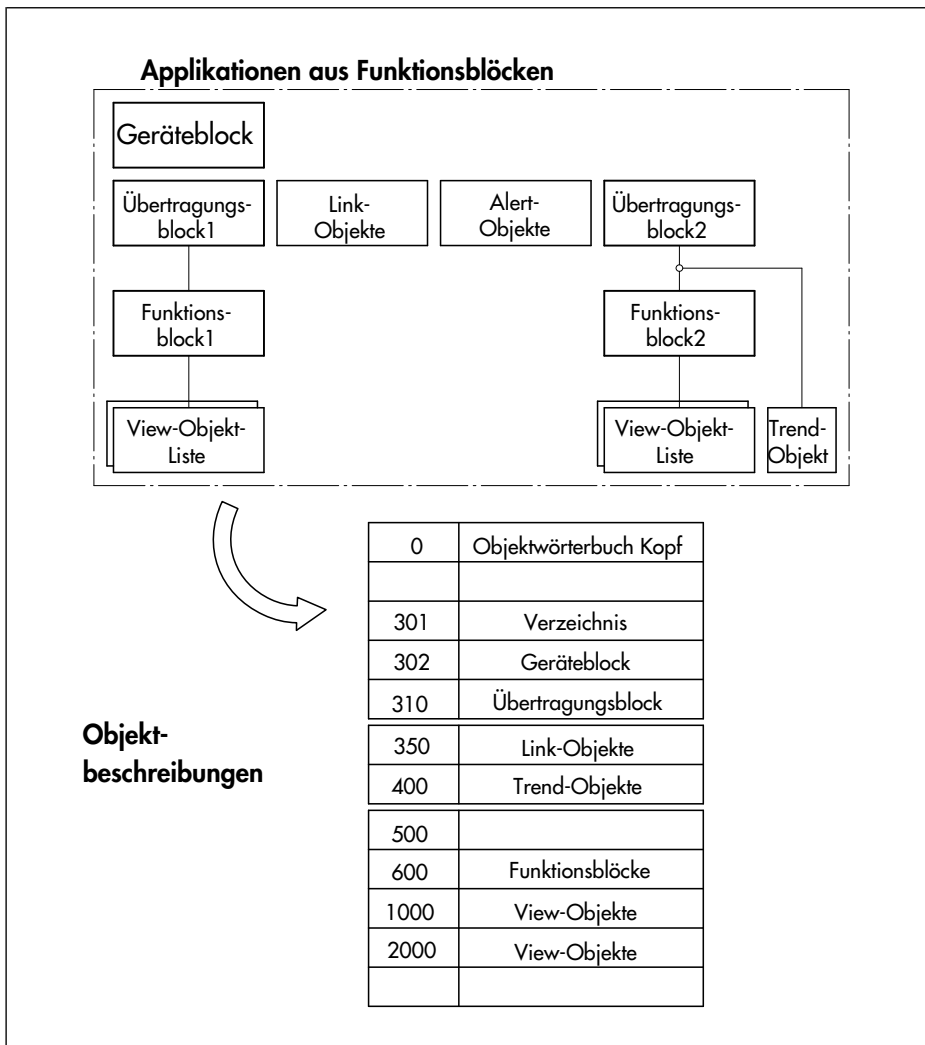 Applikationen aus Funktionsblöcken
Geräteblock
Übertragungs-
block1
Link-
Objekte
Alert-
Objekte
Übertragungs-
block2
Funktions-
block1
Funktions-
block2
View-Objekt-
Liste
View-Objekt-
Liste
Trend-
Objekt
0 Objektwörterbuch Kopf
301 Verzeichnis
302 Geräteblock
310 Übertragungsblock
Objekt-
beschreibungen
350 Link-Objekte
400 Trend-Objekte
500
600 Funktionsblöcke
1000 View-Objekte
2000 View-Objekte